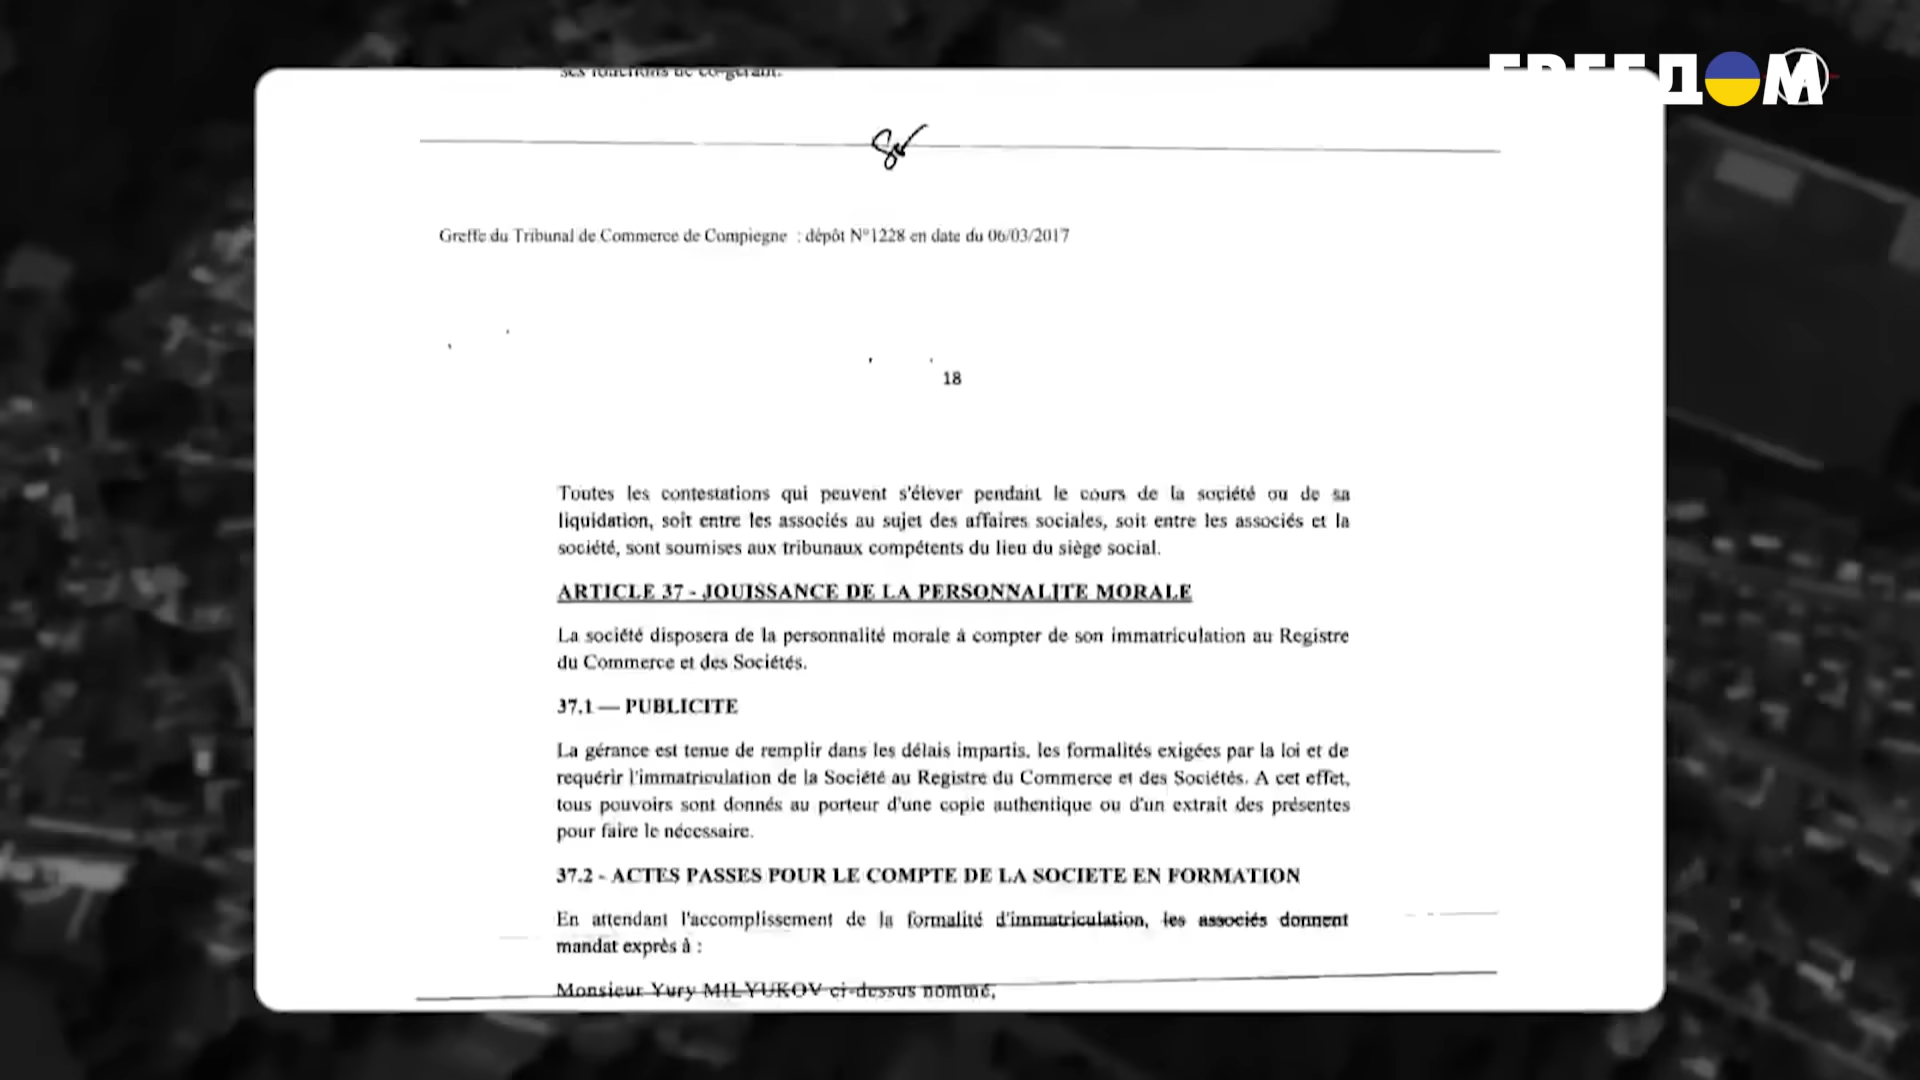 ses fonctions de co-gérant.
FREEДОМ
Greffe du Tribunal de Commerce de Compiegne : dépôt N°1228 en date du 06/03/2017
18
Toutes les contestations qui peuvent s'élever pendant le cours de la société ou de sa
liquidation, soit entre les associés au sujet des affaires sociales, soit entre les associés et la
société, sont soumises aux tribunaux compétents du lieu du siège social.
ARTICLE 37 - JOUISSANCE DE LA PERSONNALITE MORALE
La société disposera de la personnalité morale à compter de son immatriculation au Registre
du Commerce et des Sociétés.
37.1 — PUBLICITE
La gérance est tenue de remplir dans les délais impartis, les formalités exigées par la loi et de
requérir l'immatriculation de la Société au Registre du Commerce et des Sociétés. A cet effet,
tous pouvoirs sont donnés au porteur d'une copie authentique ou d'un extrait des présentes
pour faire le nécessaire.
37.2 - ACTES PASSES POUR LE COMPTE DE LA SOCIETE EN FORMATION
En attendant l'accomplissement de la formalité d'immatriculation, les associés donnent
mandat exprès à :
Monsieur Yury MILYUKOV ci-dessus nommé,